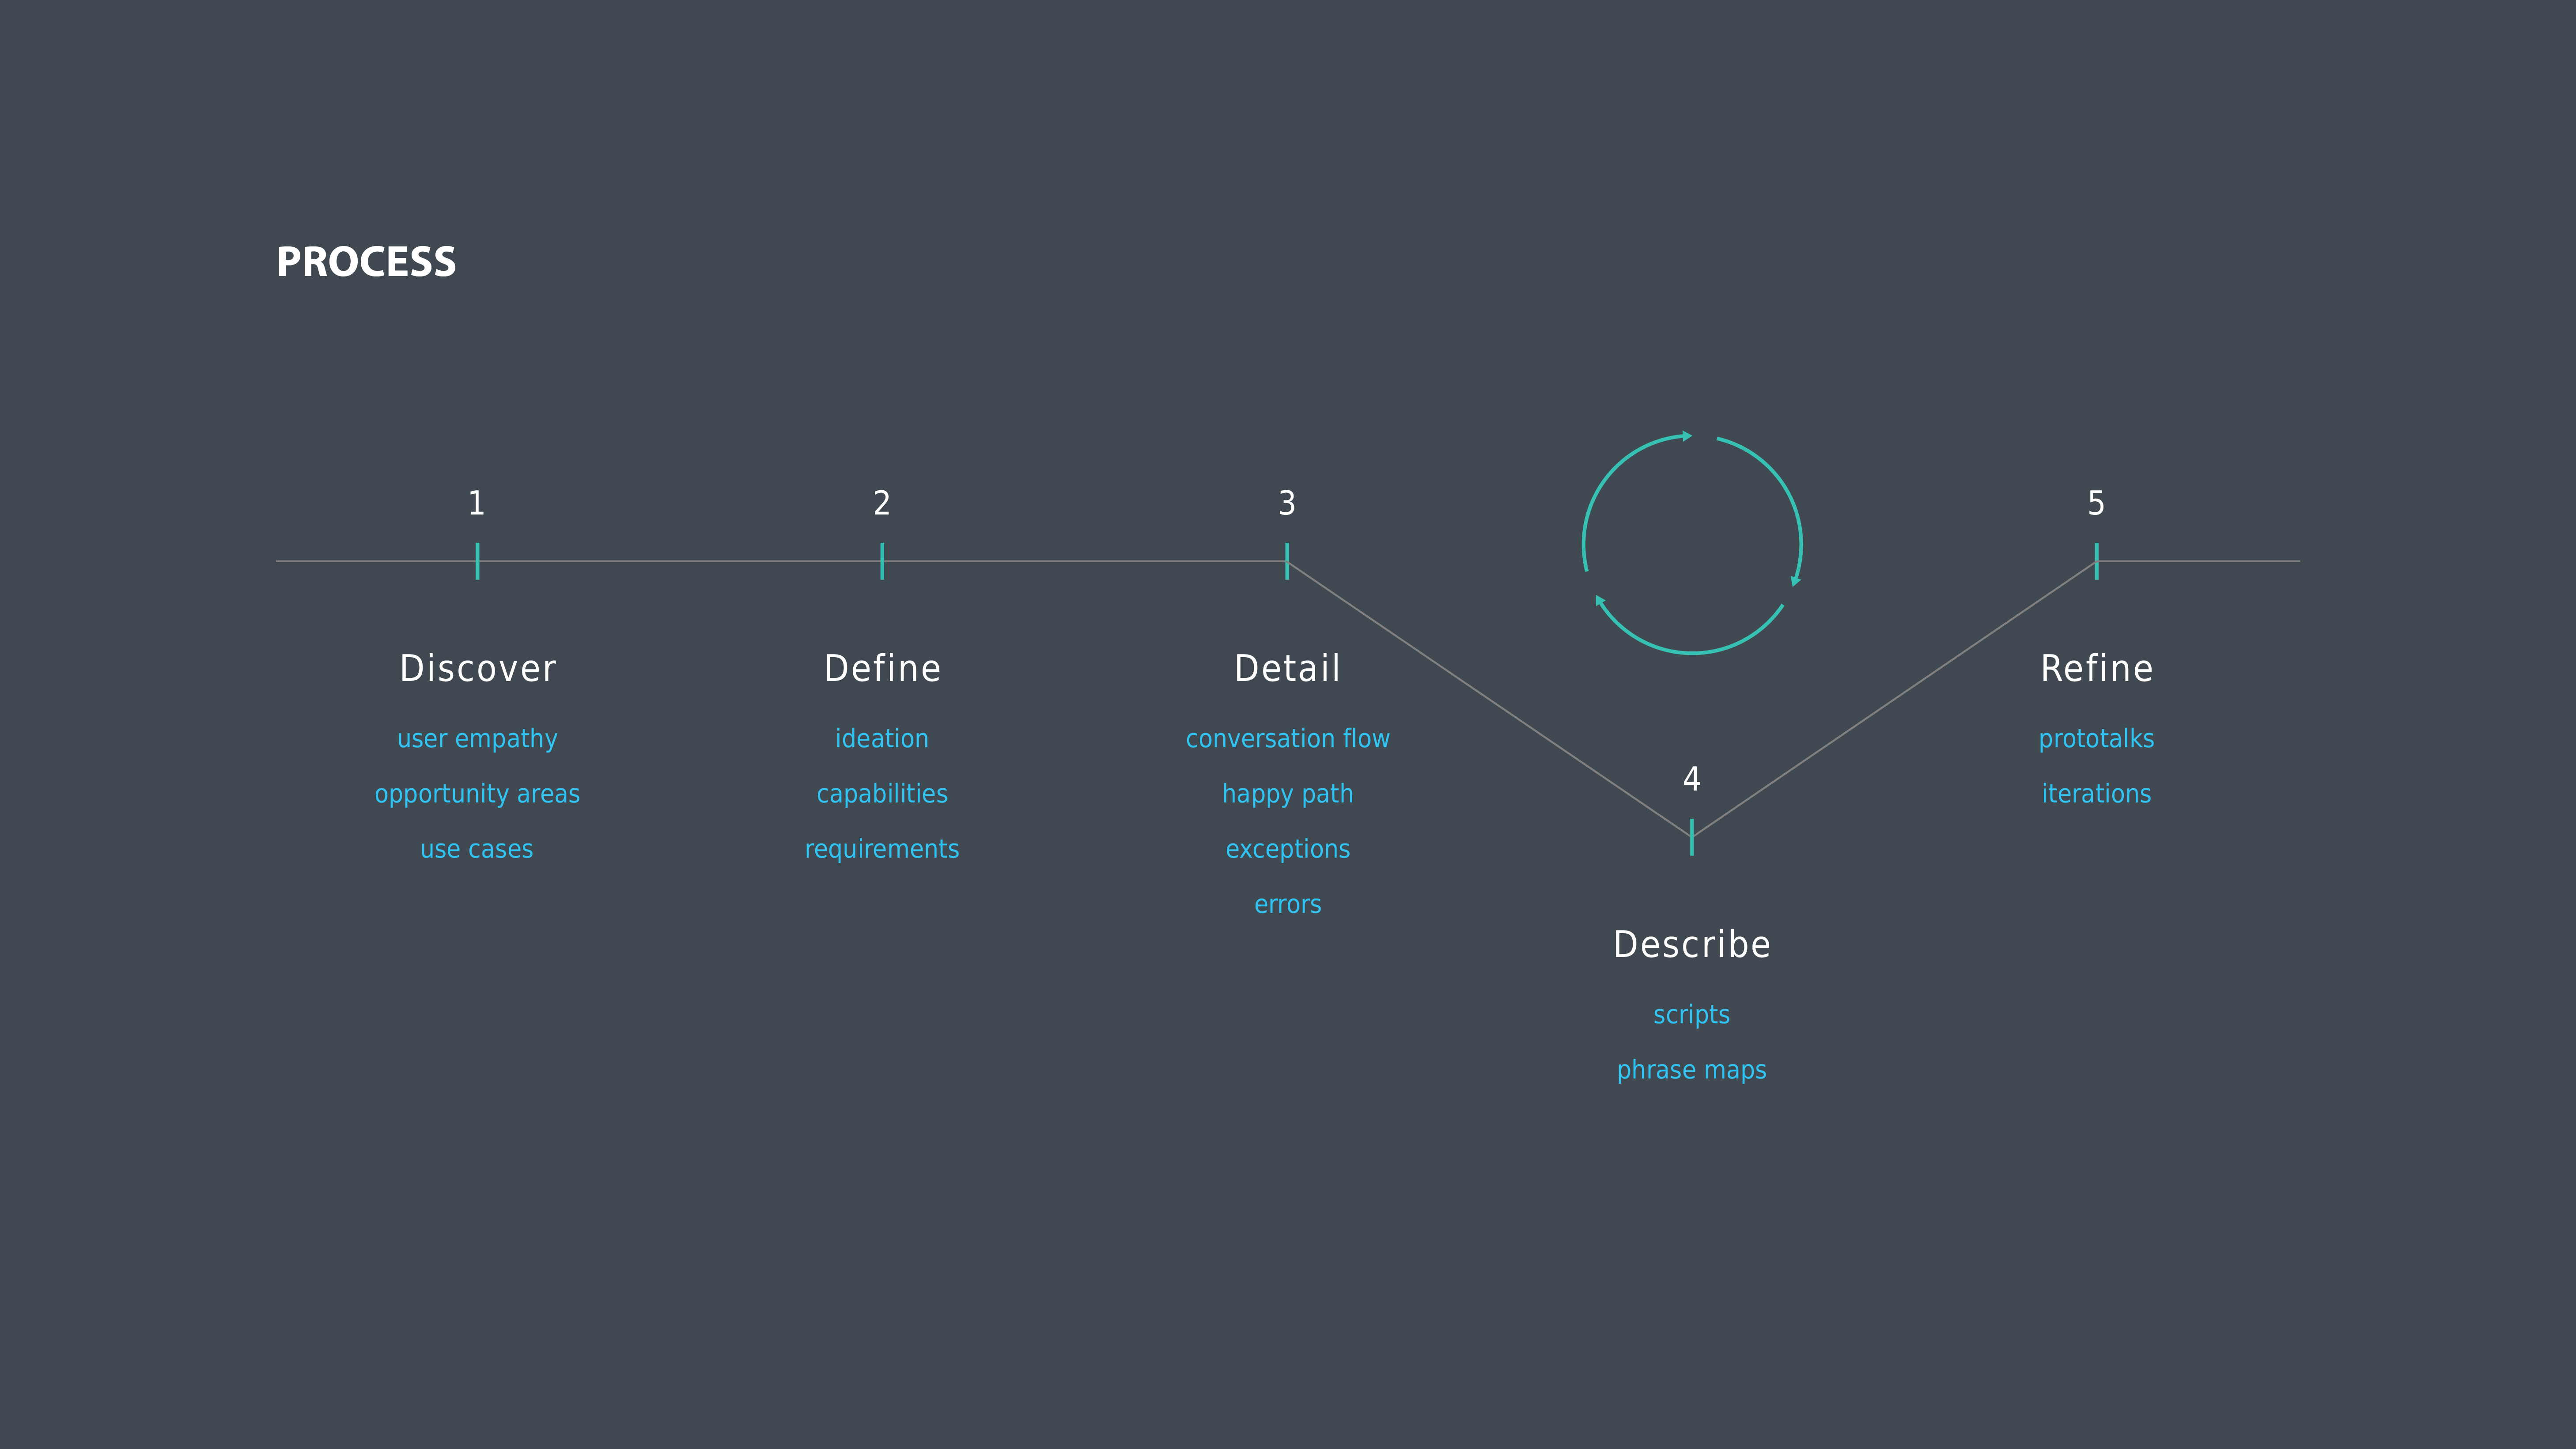 PROCESS
1
Discover
user empathy
opportunity areas
use cases
2
Define
ideation
capabilities
requirements
3
Detail
conversation flow
happy path
exceptions
errors
4
Describe
scripts
phrase maps
5
Refine
prototalks
iterations